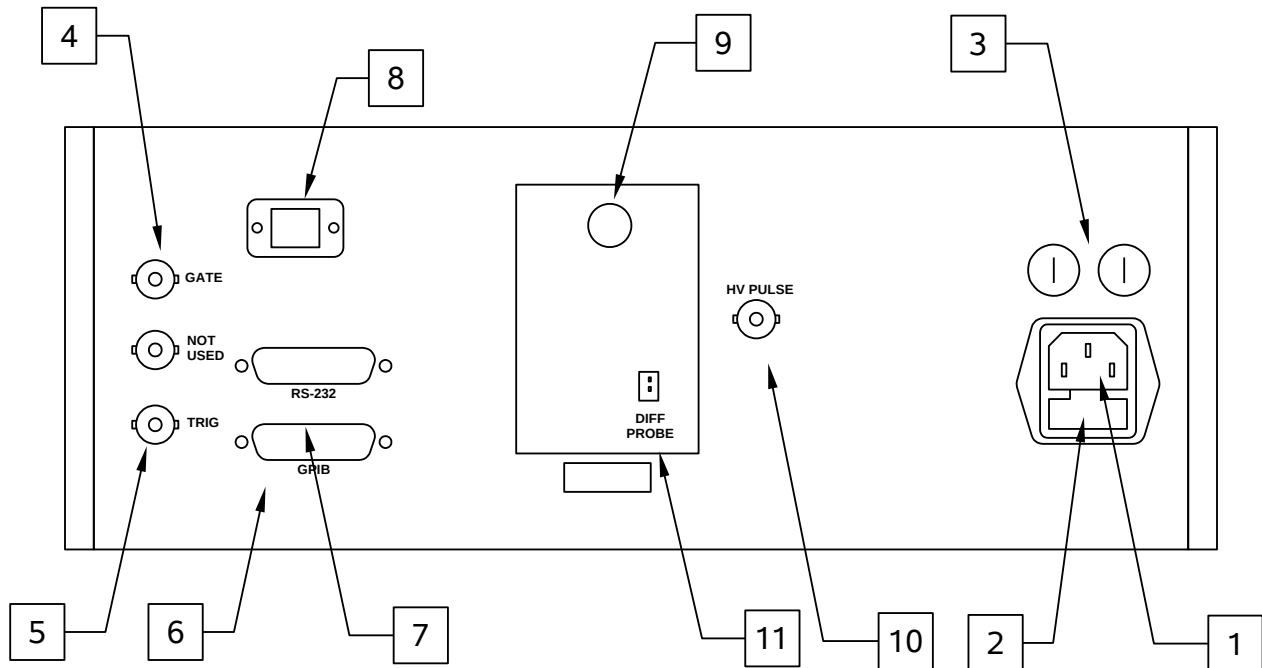 4
8
9
3
GATE
NOT
USED
TRIG
RS-232
GPIB
HV PULSE
DIFF
PROBE
5
6
7
11
10
2
1